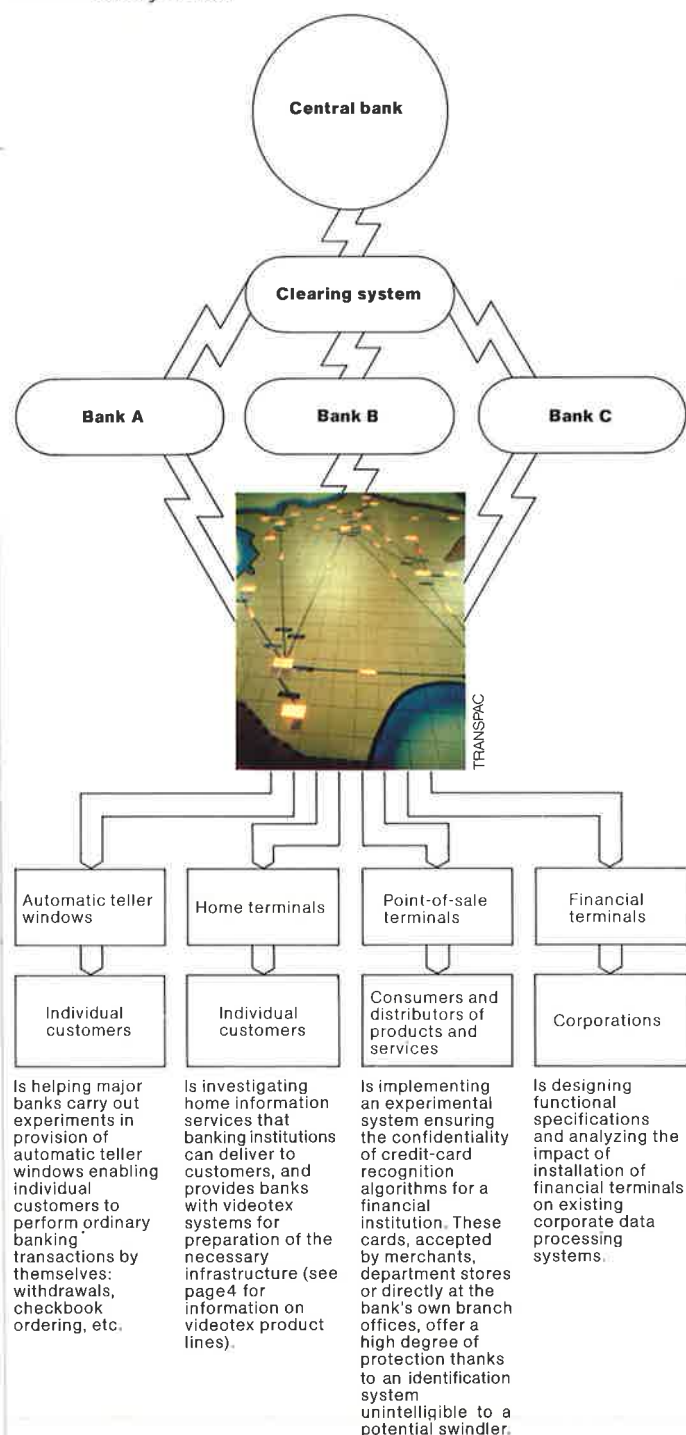 Central bank
Clearing system
Bank A
Bank B
Bank C
TRANSPAC
Automatic teller
windows
Home terminals
Point-of-sale
terminals
Financial
terminals
Individual
customers
Individual
customers
Consumers and
distributors of
products and
services
Corporations
Is helping major
banks carry out
experiments in
provision of
automatic teller
windows enabling
individual
customers to
perform ordinary
banking
transactions by
themselves:
withdrawals,
checkbook
ordering, etc.
Is investigating
home information
services that
banking institutions
can deliver to
customers, and
provides banks
with videotex
systems for
preparation of the
necessary
infrastructure (see
page4 for
information on
videotex product
lines).
Is implementing
an experimental
system ensuring
the confidentiality
of credit-card
recognition
algorithms for a
financial
institution. These
cards, accepted
by merchants,
department stores
or directly at the
bank's own branch
offices, offer a
high degree of
protection thanks
to an identification
system
unintelligible to a
potential swindler.
Is designing
functional
specifications
and analyzing the
impact of
installation of
financial terminals
on existing
corporate data
processing
systems.